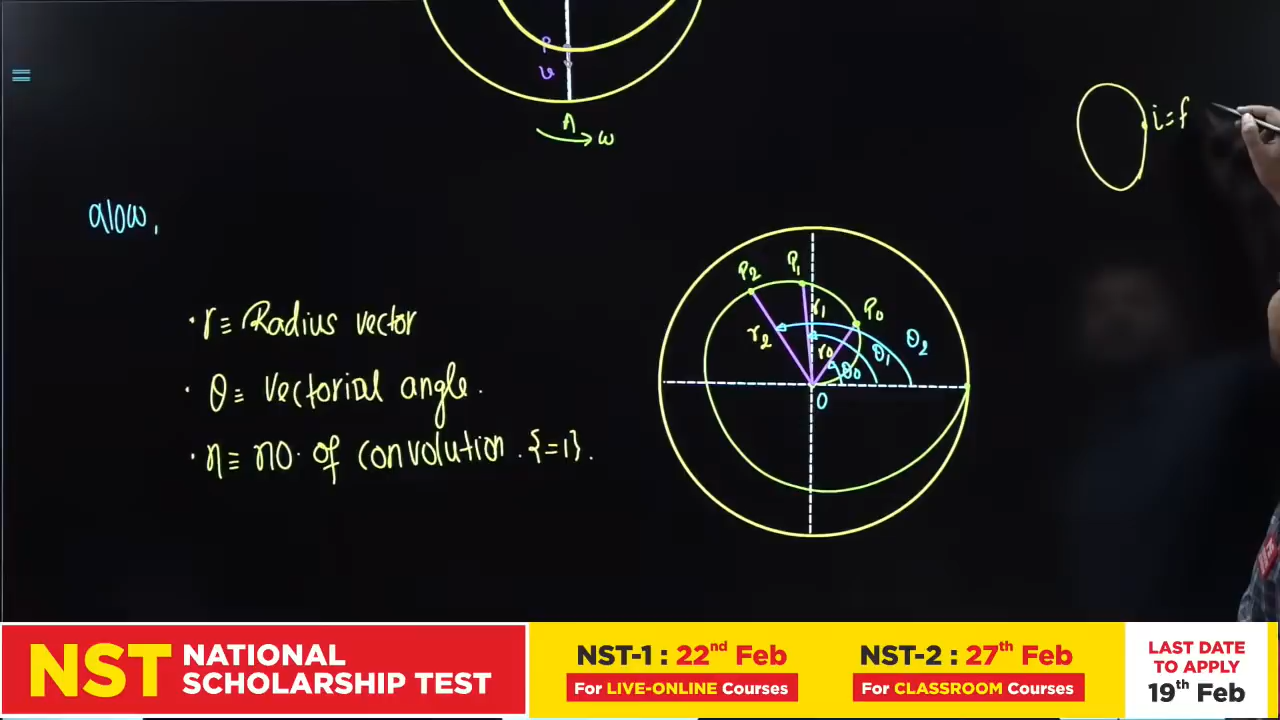 P
v
A
ω
i=f
alow,
P2
P1
P0
r1
r2
r0
θ0
θ1
θ2
O
· r ≡ Radius vector
· θ ≡ vectorial angle.
· n ≡ no. of convolution. {=1}.
NST NATIONAL SCHOLARSHIP TEST
NST-1 : 22nd Feb
For LIVE-ONLINE Courses
NST-2 : 27th Feb
For CLASSROOM Courses
LAST DATE
TO APPLY
19th Feb